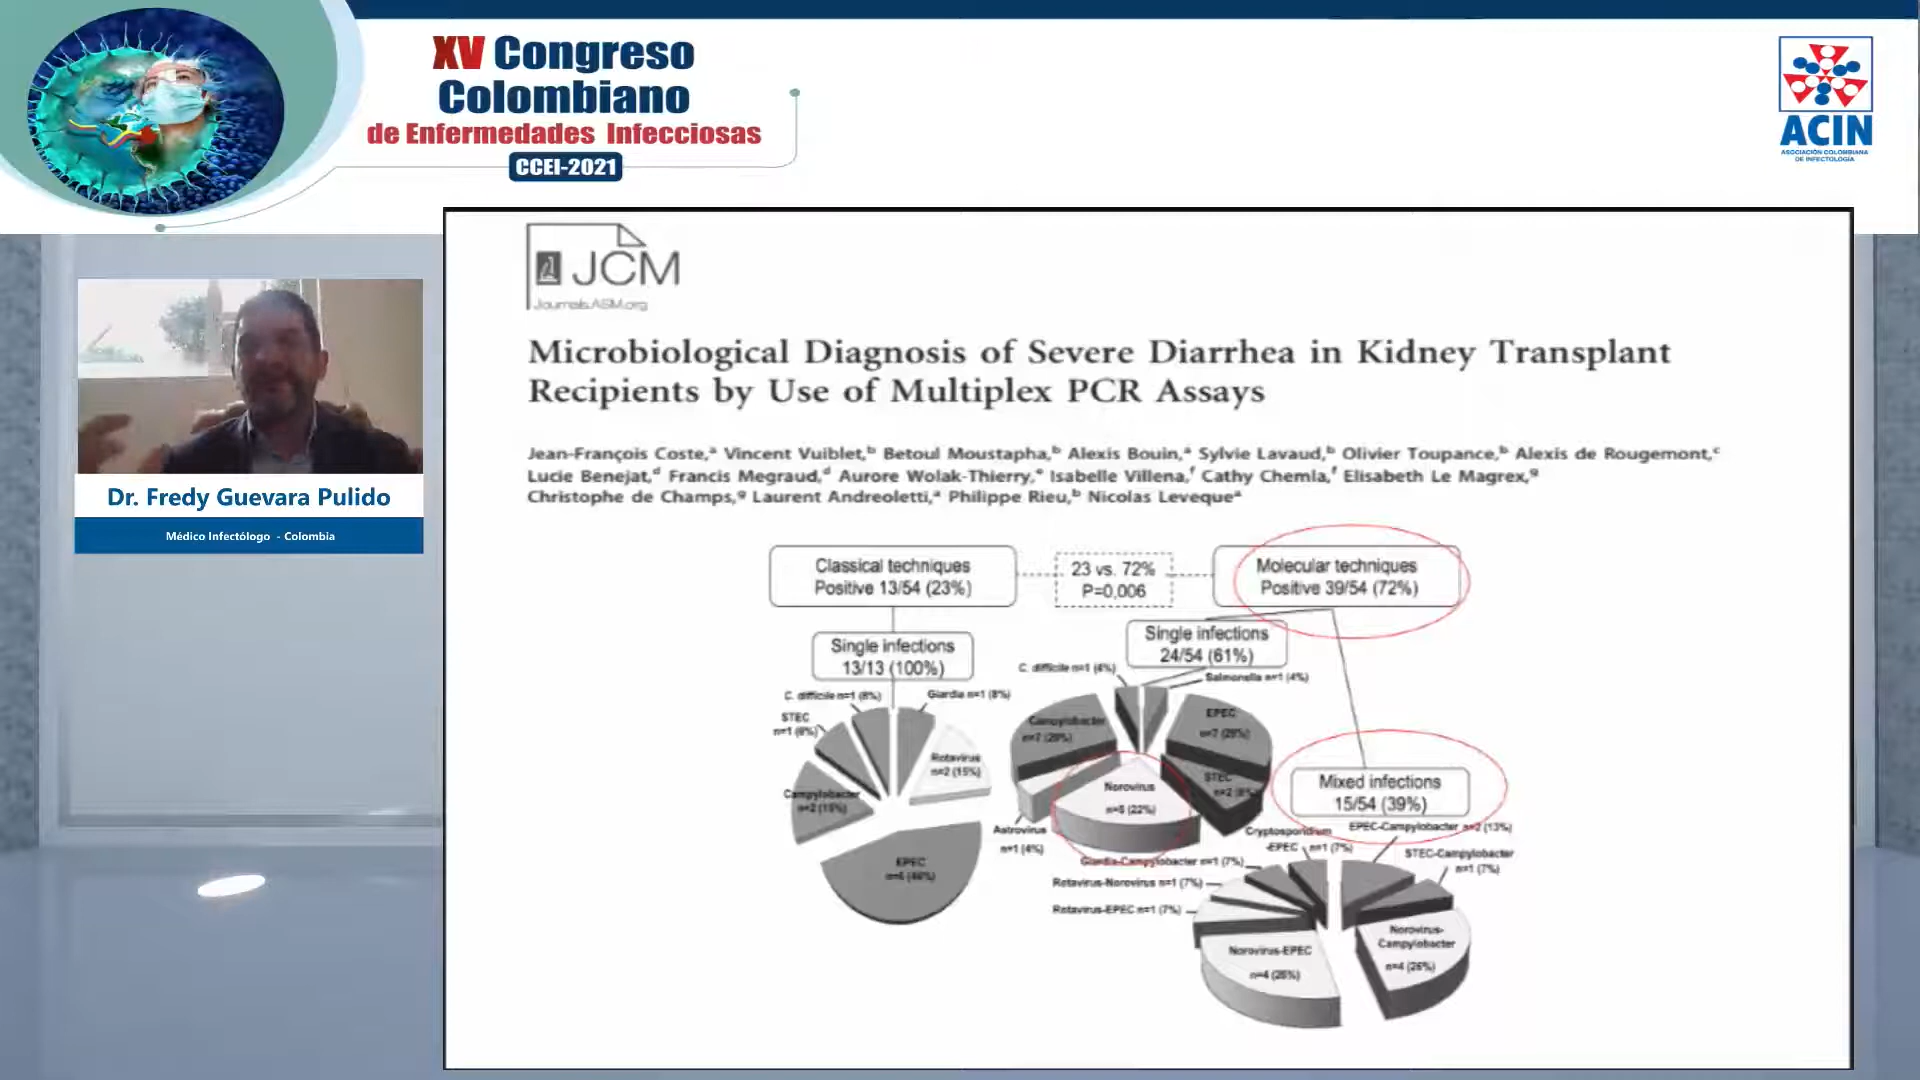 XV Congreso
Colombiano
de Enfermedades Infecciosas
CCEI-2021
ACIN
ASOCIACIÓN COLOMBIANA
DE INFECTOLOGÍA
Dr. Fredy Guevara Pulido
Médico Infectólogo - Colombia
JCM
Journals.ASM.org
Microbiological Diagnosis of Severe Diarrhea in Kidney Transplant
Recipients by Use of Multiplex PCR Assays
Jean-François Coste,ª Vincent Vuiblet,ᵇ Betoul Moustapha,ᵇ Alexis Bouin,ª Sylvie Lavaud,ᵇ Olivier Toupance,ᵇ Alexis de Rougemont,ᶜ
Lucie Benejat,ᵈ Francis Megraud,ᵈ Aurore Wolak-Thierry,ᵉ Isabelle Villena,ᶠ Cathy Chemla,ᶠ Elisabeth Le Magrex,ᵍ
Christophe de Champs,ᵍ Laurent Andreoletti,ª Philippe Rieu,ᵇ Nicolas Levequeª
Classical techniques
Positive 13/54 (23%)
23 vs. 72%
P=0,006
Molecular techniques
Positive 39/54 (72%)
Single infections
13/13 (100%)
Single infections
24/54 (61%)
Mixed infections
15/54 (39%)
C. difficile n=1 (8%)
Giardia n=1 (8%)
STEC
n=1 (8%)
Rotavirus
n=2 (15%)
Campylobacter
n=2 (15%)
EPEC
C. difficile n=1 (4%)
Salmonella n=1 (4%)
Campylobacter
n=7 (29%)
EPEC
n=7 (29%)
STEC
n=2 (8%)
Norovirus
(22%)
Astrovirus
n=1 (4%)
Cryptosporidium
-EPEC n=1 (7%)
EPEC-Campylobacter n=2 (13%)
STEC-Campylobacter
n=1 (7%)
Giardia-Campylobacter n=1 (7%)
Rotavirus-Norovirus n=1 (7%)
Rotavirus-EPEC n=1 (7%)
Norovirus-EPEC
n=4 (26%)
Norovirus-
Campylobacter
n=4 (26%)